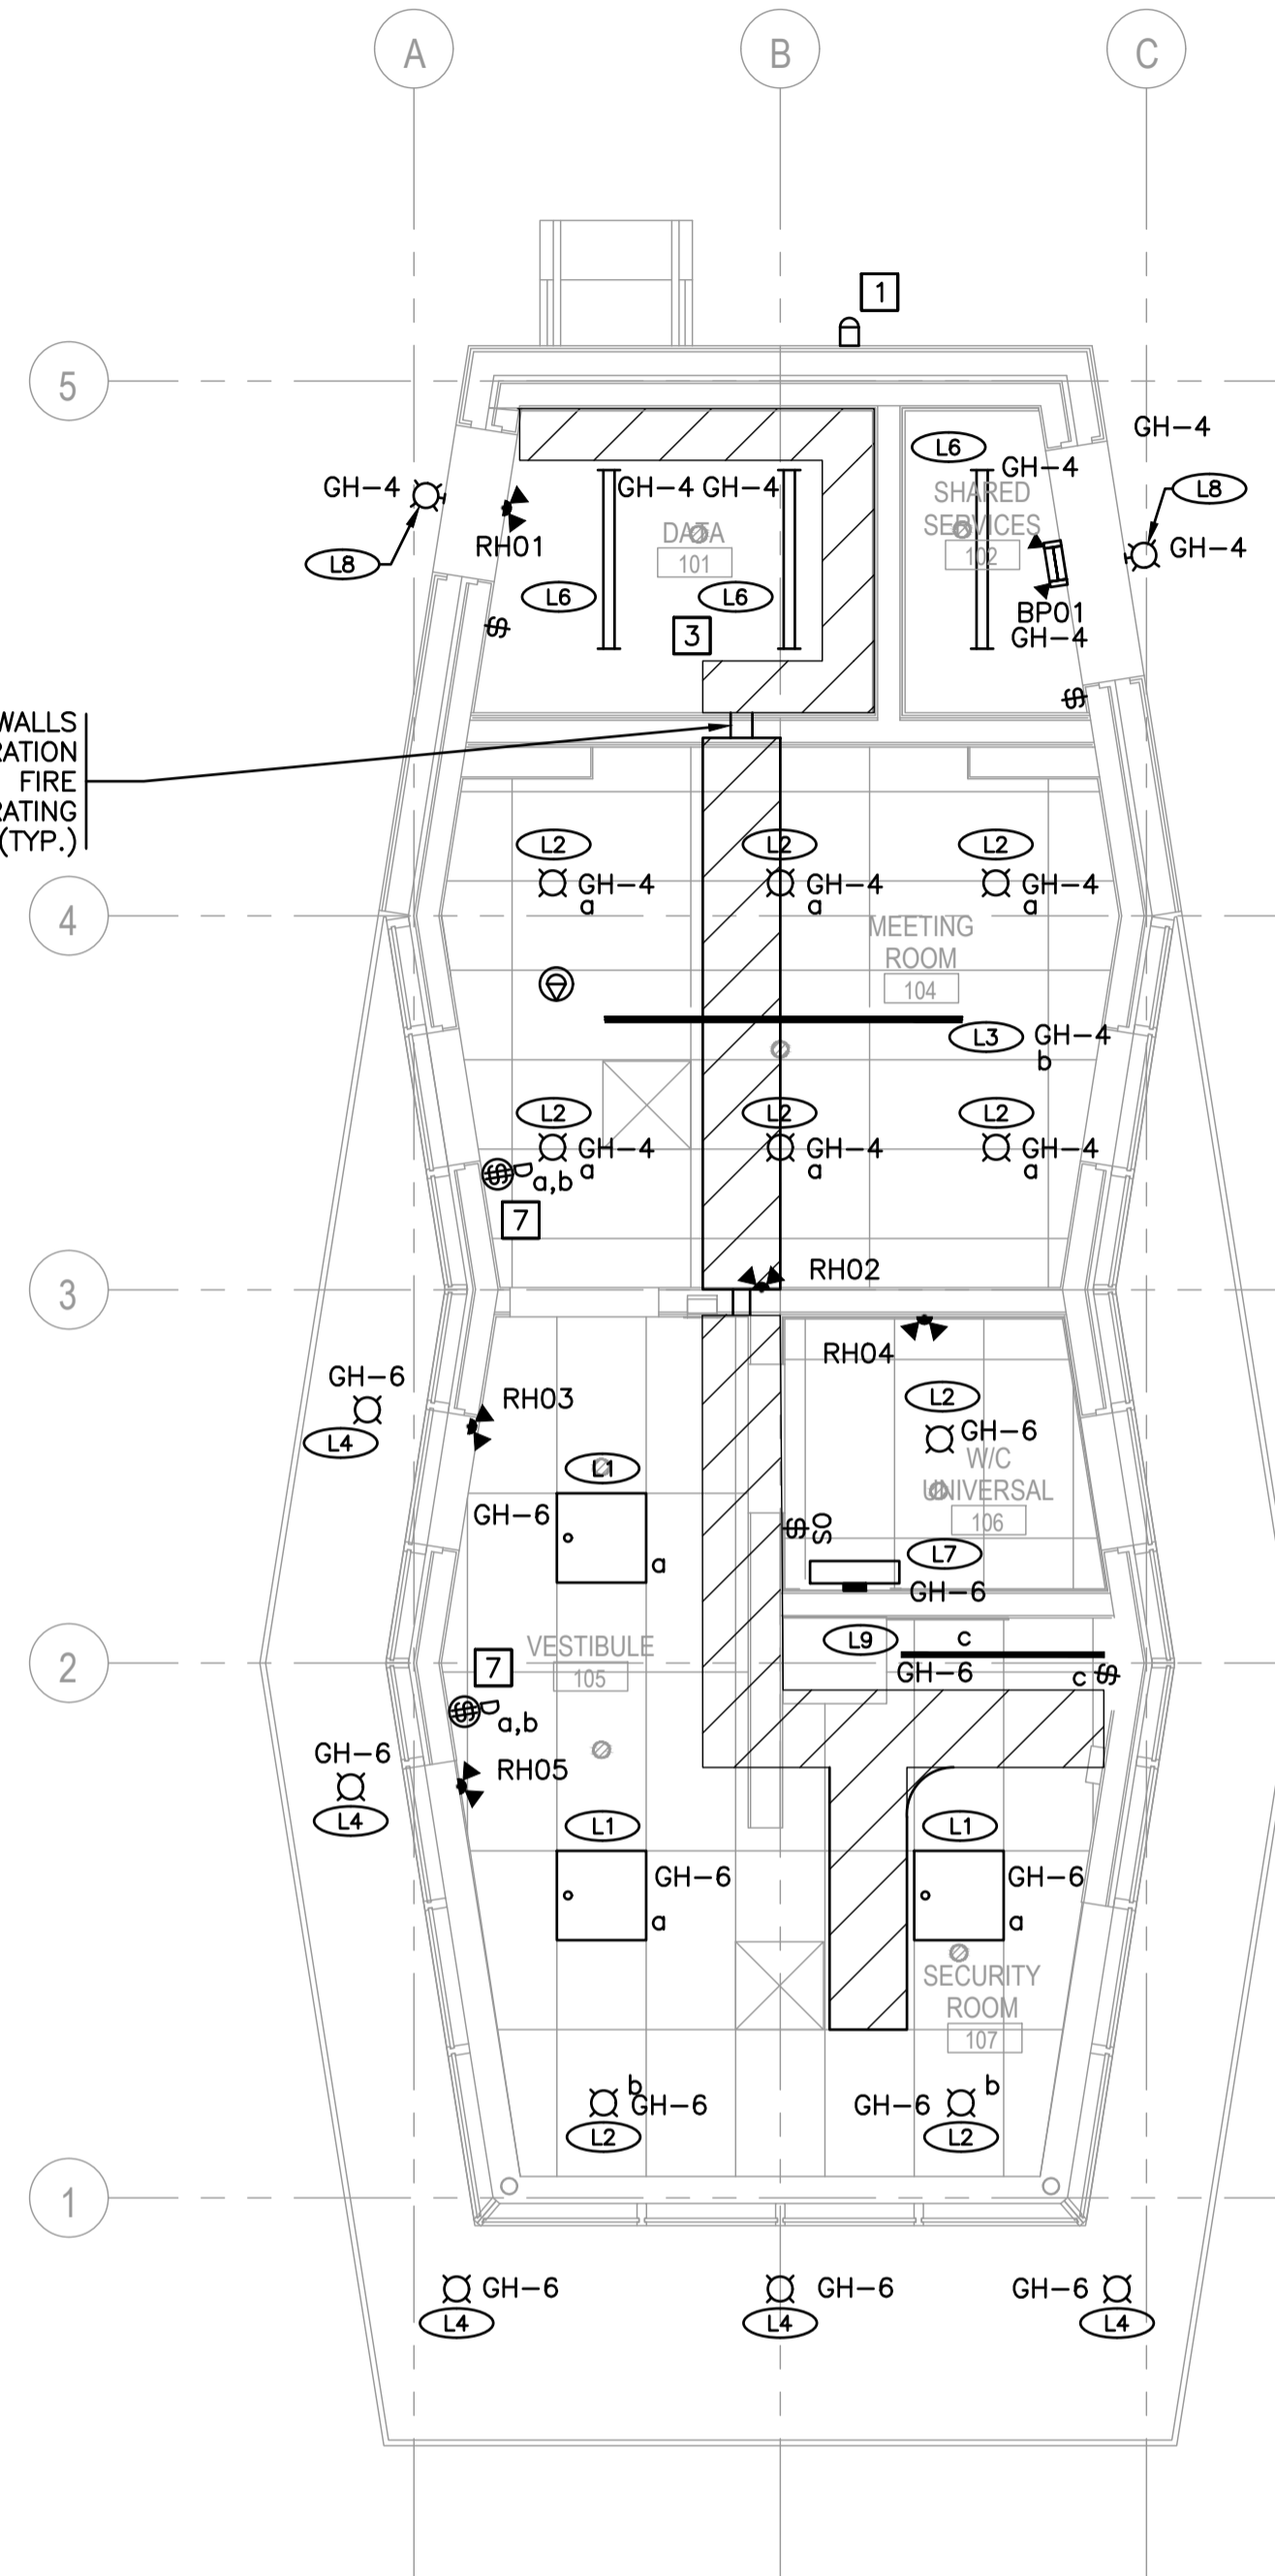 A
B
C
1
5
GH-4
L6
GH-4
L8
GH-4
GH-4 GH-4
SHARED
SERVICES
102
DATA
101
RH01
GH-4
L8
L6
L6
BP01
GH-4
3
$
$
WALLS
RATION
FIRE
RATING
(TYP.)
L2
L2
L2
GH-4
a
GH-4
a
GH-4
a
4
MEETING
ROOM
104
L3
GH-4
b
L2
L2
L2
GH-4
a
GH-4
a
GH-4
a
$
D
a,b
7
3
RH02
RH04
GH-6
L4
RH03
L2
GH-6
W/C
UNIVERSAL
106
L1
GH-6
a
$
SO
L7
GH-6
2
7
VESTIBULE
105
L9
c
GH-6
c $
$
D
a,b
GH-6
L4
RH05
L1
L1
GH-6
a
GH-6
a
SECURITY
ROOM
107
b
GH-6
L2
GH-6
b
L2
1
GH-6
L4
GH-6
L4
GH-6
L4